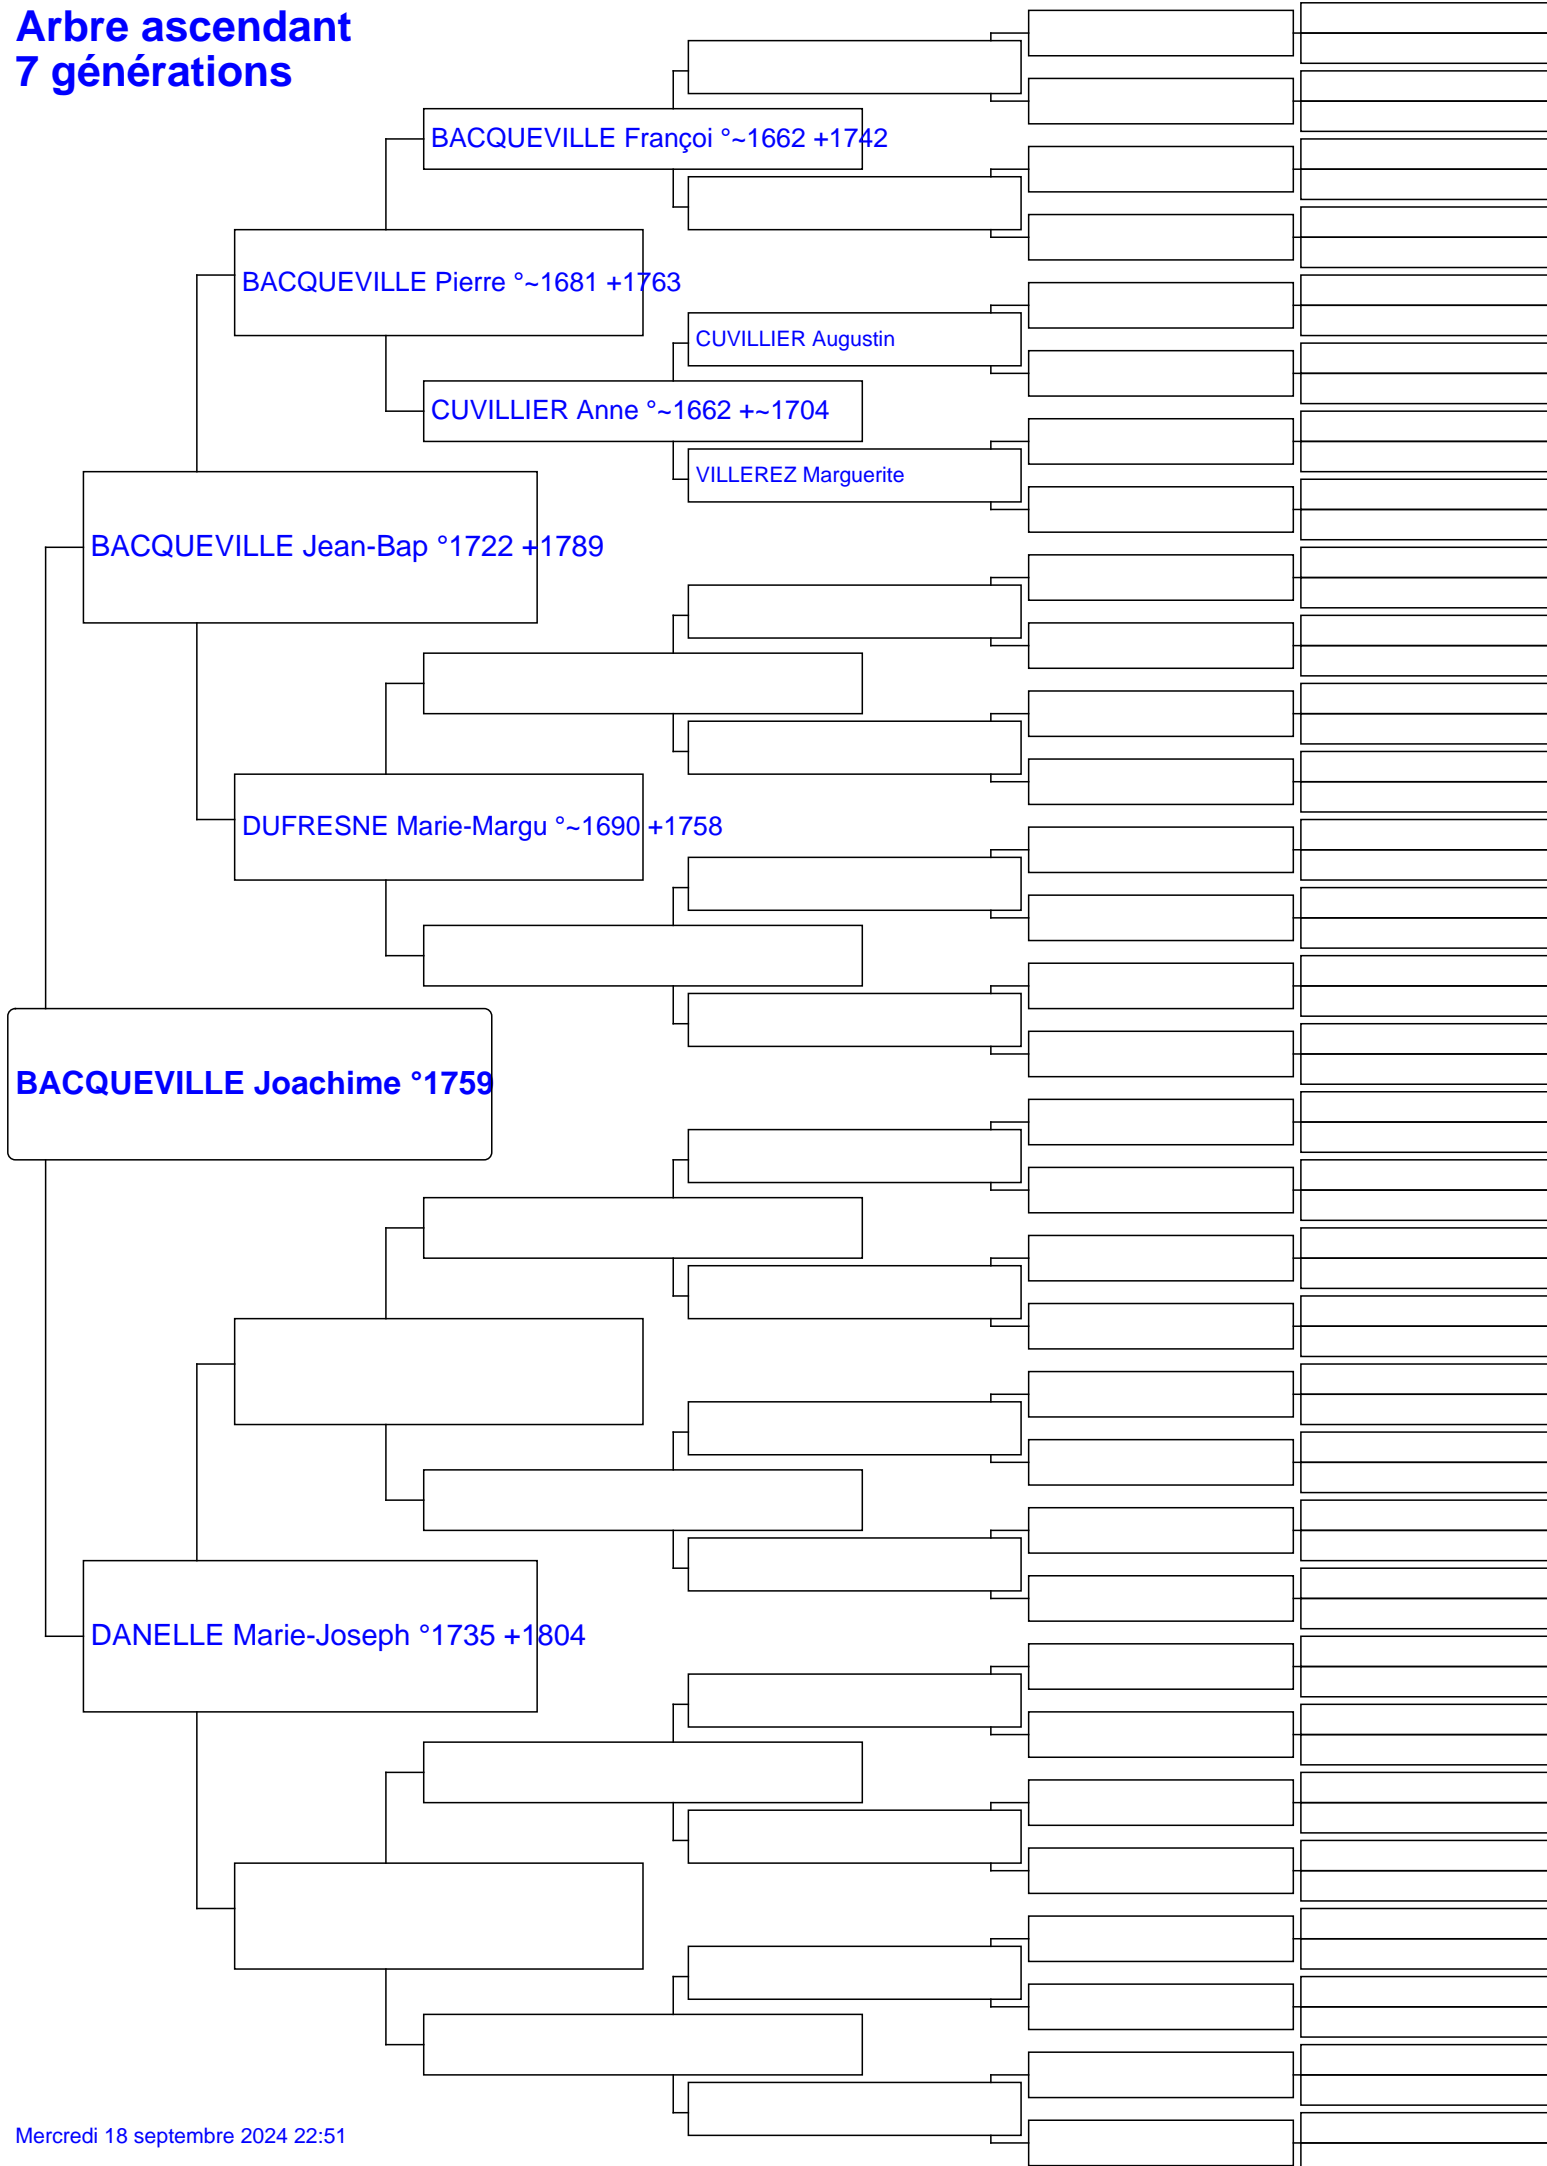 Arbre ascendant
7 générations
BACQUEVILLE Françoi °~1662 +1742
BACQUEVILLE Pierre °~1681 +1763
CUVILLIER Augustin
CUVILLIER Anne °~1662 +~1704
VILLEREZ Marguerite
BACQUEVILLE Jean-Bap °1722 +1789
DUFRESNE Marie-Margu °~1690 +1758
BACQUEVILLE Joachime °1759
DANELLE Marie-Joseph °1735 +1804
Mercredi 18 septembre 2024 22:51